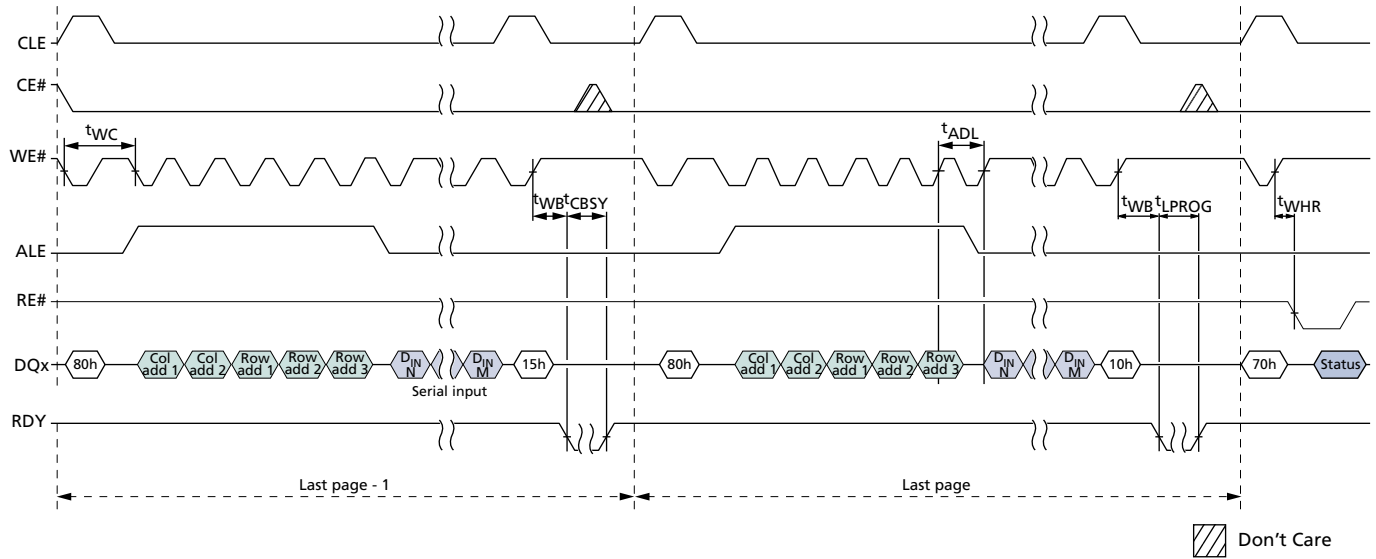 CLE
CE#
tWC
tADL
WE#
tWB tCBSY
tWB tLPROG
tWHR
ALE
RE#
DQx
80h
Col add 1
Col add 2
Row add 1
Row add 2
Row add 3
DIN N
DIN M
15h
80h
Col add 1
Col add 2
Row add 1
Row add 2
Row add 3
DIN N
DIN M
10h
70h
Status
Serial input
RDY
Last page - 1
Last page
Don't Care